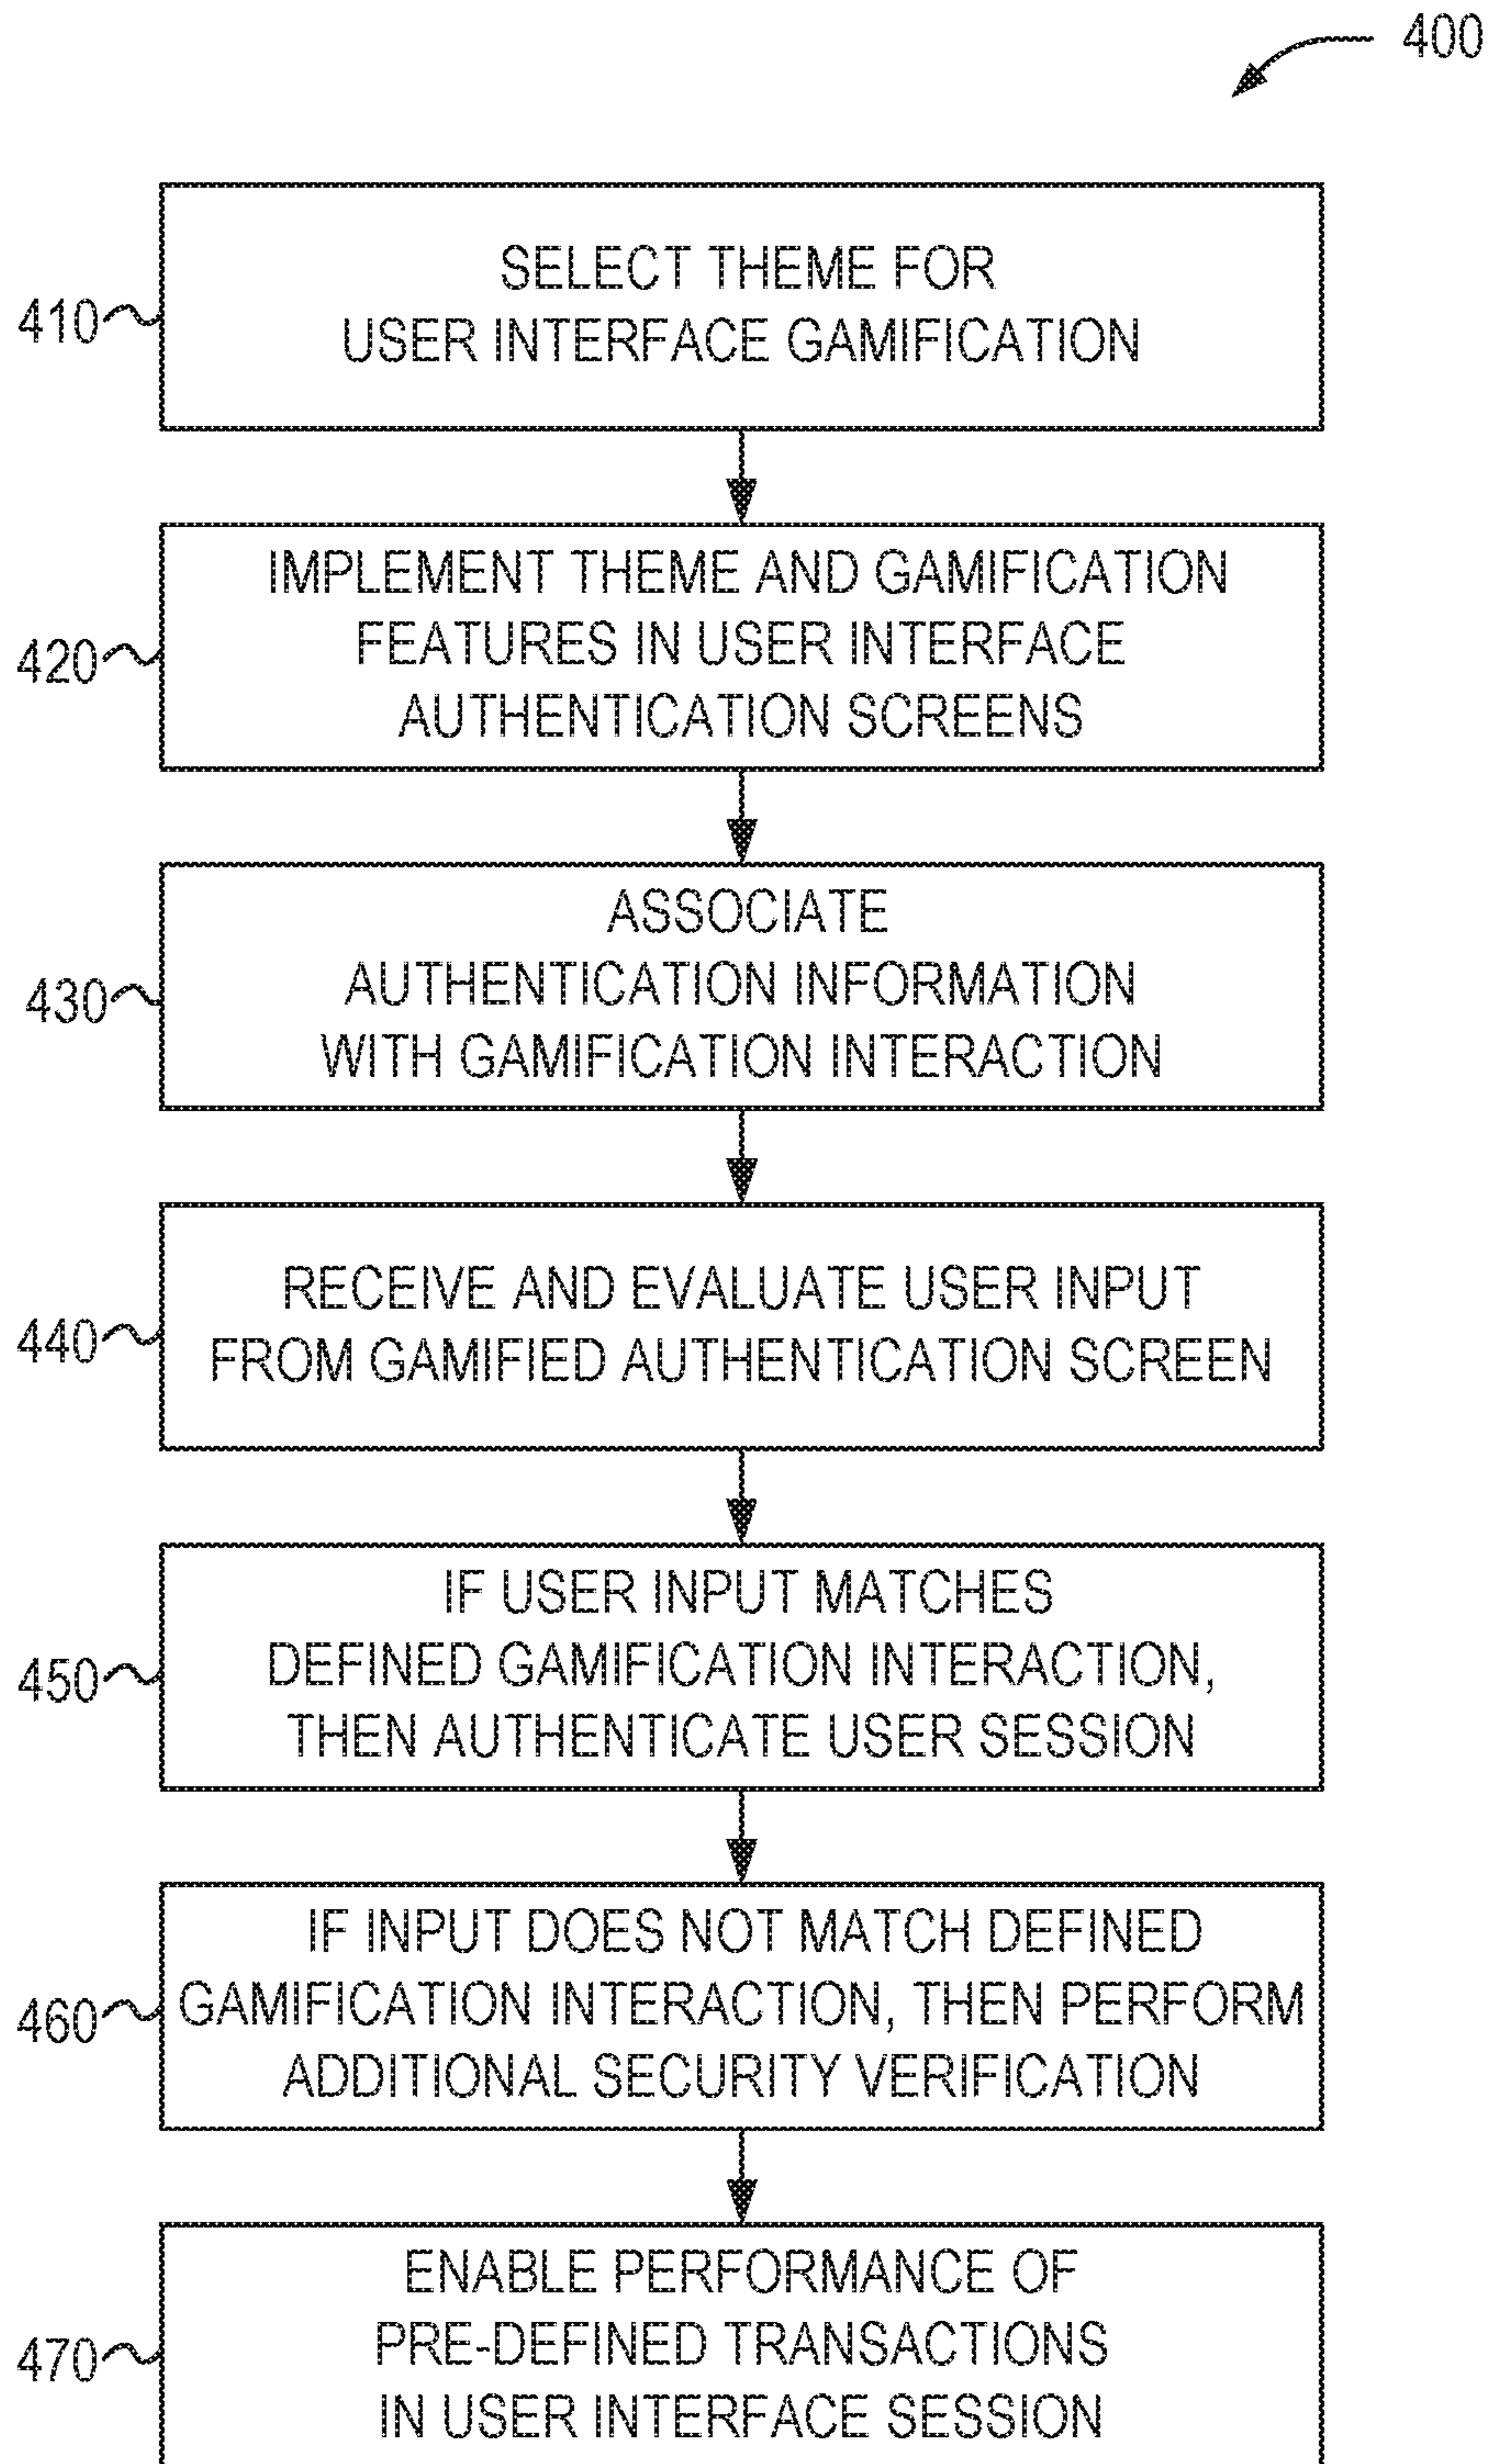 400
SELECT THEME FOR
USER INTERFACE GAMIFICATION
410
IMPLEMENT THEME AND GAMIFICATION
FEATURES IN USER INTERFACE
AUTHENTICATION SCREENS
420
ASSOCIATE
AUTHENTICATION INFORMATION
WITH GAMIFICATION INTERACTION
430
RECEIVE AND EVALUATE USER INPUT
FROM GAMIFIED AUTHENTICATION SCREEN
440
IF USER INPUT MATCHES
DEFINED GAMIFICATION INTERACTION,
THEN AUTHENTICATE USER SESSION
450
IF INPUT DOES NOT MATCH DEFINED
GAMIFICATION INTERACTION, THEN PERFORM
ADDITIONAL SECURITY VERIFICATION
460
ENABLE PERFORMANCE OF
PRE-DEFINED TRANSACTIONS
IN USER INTERFACE SESSION
470